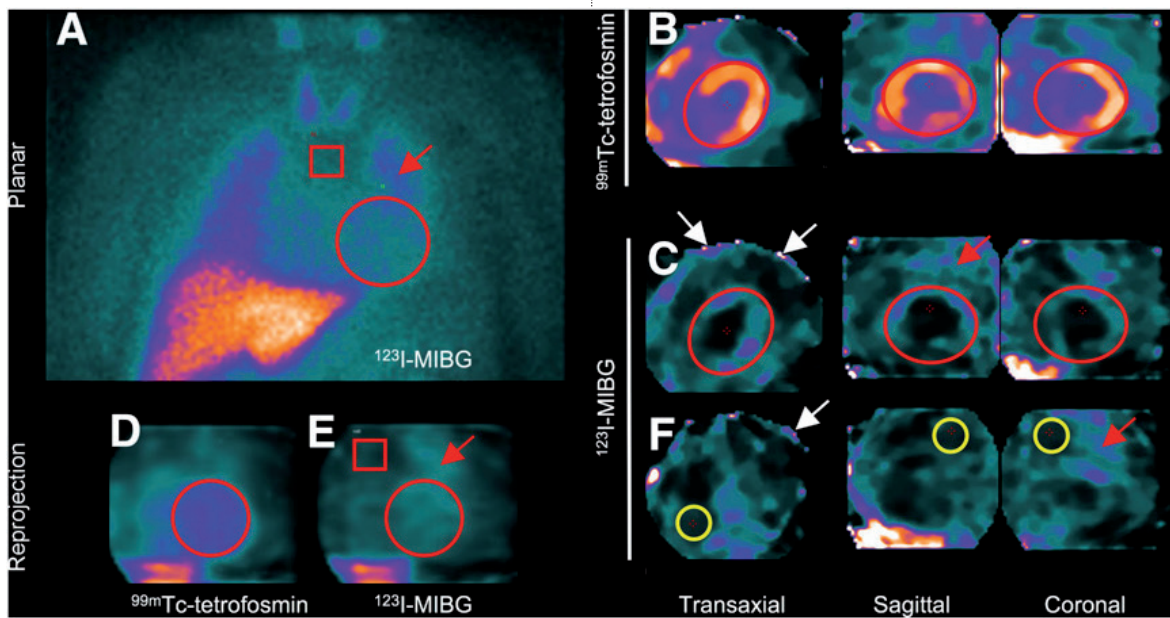 A
B
C
D
E
F
Planar
Reprojection
¹²³I-MIBG
⁹⁹ᵐTc-tetrofosmin
¹²³I-MIBG
⁹⁹ᵐTc-tetrofosmin
¹²³I-MIBG
Transaxial
Sagittal
Coronal